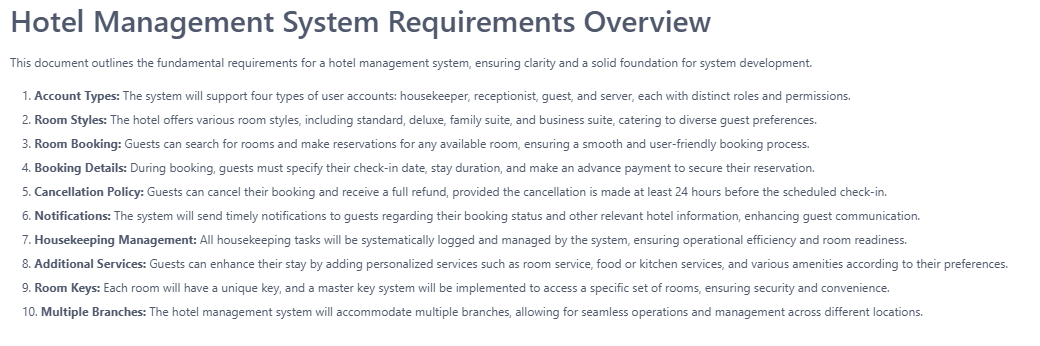 Hotel Management System Requirements Overview
This document outlines the fundamental requirements for a hotel management system, ensuring clarity and a solid foundation for system development.
1. Account Types: The system will support four types of user accounts: housekeeper, receptionist, guest, and server, each with distinct roles and permissions.
2. Room Styles: The hotel offers various room styles, including standard, deluxe, family suite, and business suite, catering to diverse guest preferences.
3. Room Booking: Guests can search for rooms and make reservations for any available room, ensuring a smooth and user-friendly booking process.
4. Booking Details: During booking, guests must specify their check-in date, stay duration, and make an advance payment to secure their reservation.
5. Cancellation Policy: Guests can cancel their booking and receive a full refund, provided the cancellation is made at least 24 hours before the scheduled check-in.
6. Notifications: The system will send timely notifications to guests regarding their booking status and other relevant hotel information, enhancing guest communication.
7. Housekeeping Management: All housekeeping tasks will be systematically logged and managed by the system, ensuring operational efficiency and room readiness.
8. Additional Services: Guests can enhance their stay by adding personalized services such as room service, food or kitchen services, and various amenities according to their preferences.
9. Room Keys: Each room will have a unique key, and a master key system will be implemented to access a specific set of rooms, ensuring security and convenience.
10. Multiple Branches: The hotel management system will accommodate multiple branches, allowing for seamless operations and management across different locations.